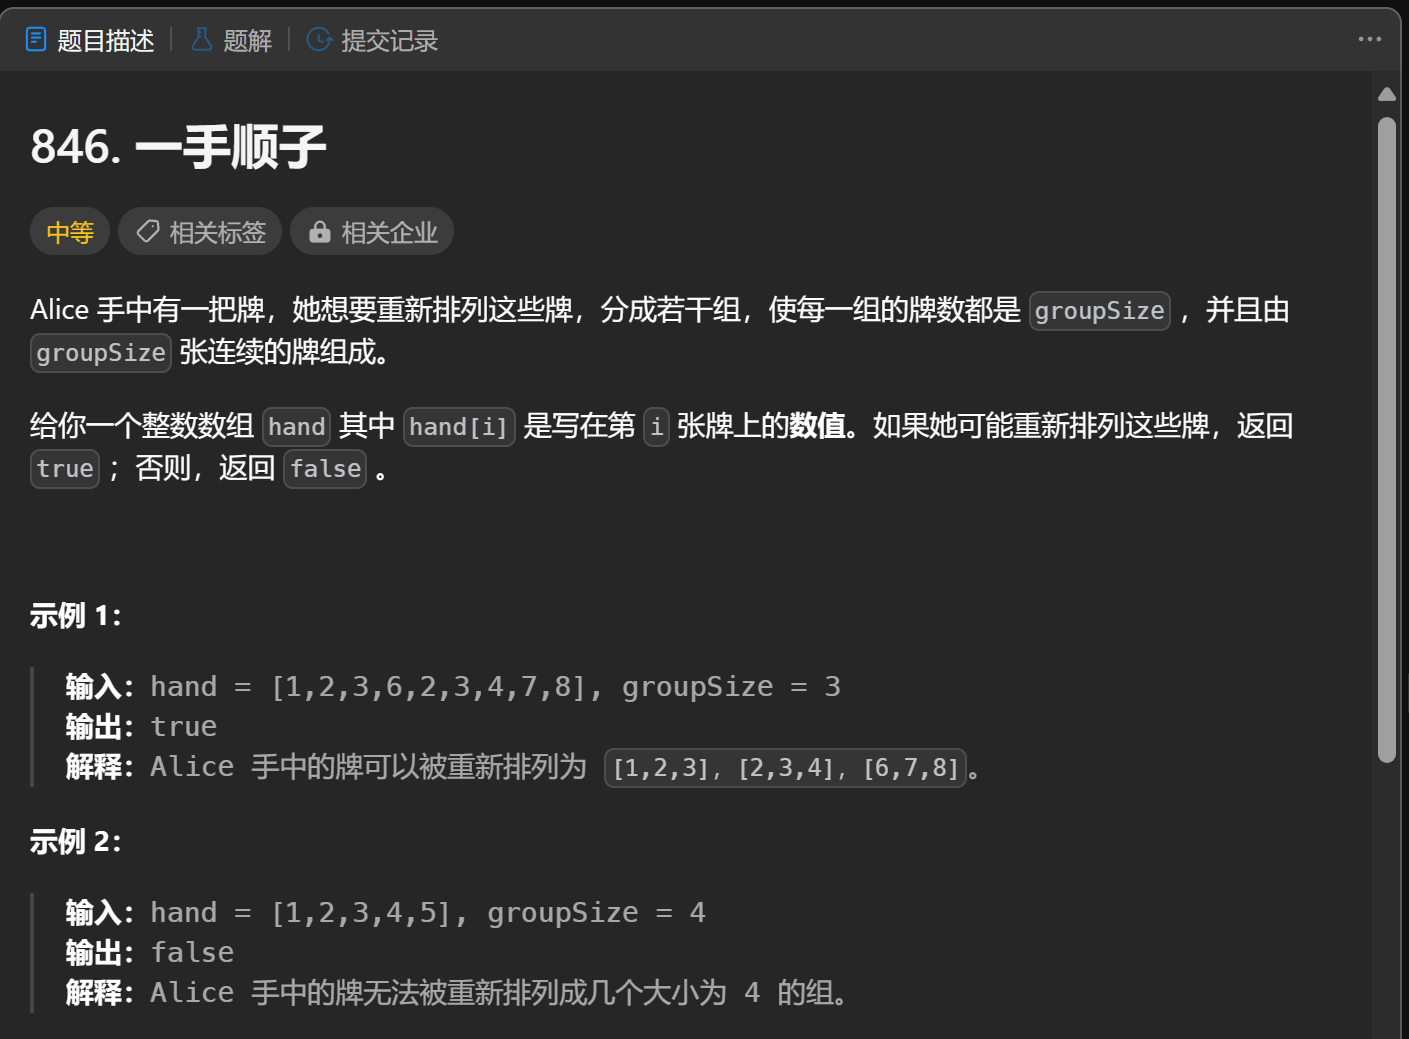 题目描述 | 题解 | 提交记录
846. 一手顺子
中等 相关标签 相关企业
Alice 手中有一把牌，她想要重新排列这些牌，分成若干组，使每一组的牌数都是 groupSize ，并且由
groupSize 张连续的牌组成。
给你一个整数数组 hand 其中 hand[i] 是写在第 i 张牌上的数值。如果她可能重新排列这些牌，返回
true ；否则，返回 false 。
示例 1：
输入：hand = [1,2,3,6,2,3,4,7,8], groupSize = 3
输出：true
解释：Alice 手中的牌可以被重新排列为 [1,2,3]，[2,3,4]，[6,7,8]。
示例 2：
输入：hand = [1,2,3,4,5], groupSize = 4
输出：false
解释：Alice 手中的牌无法被重新排列成几个大小为 4 的组。